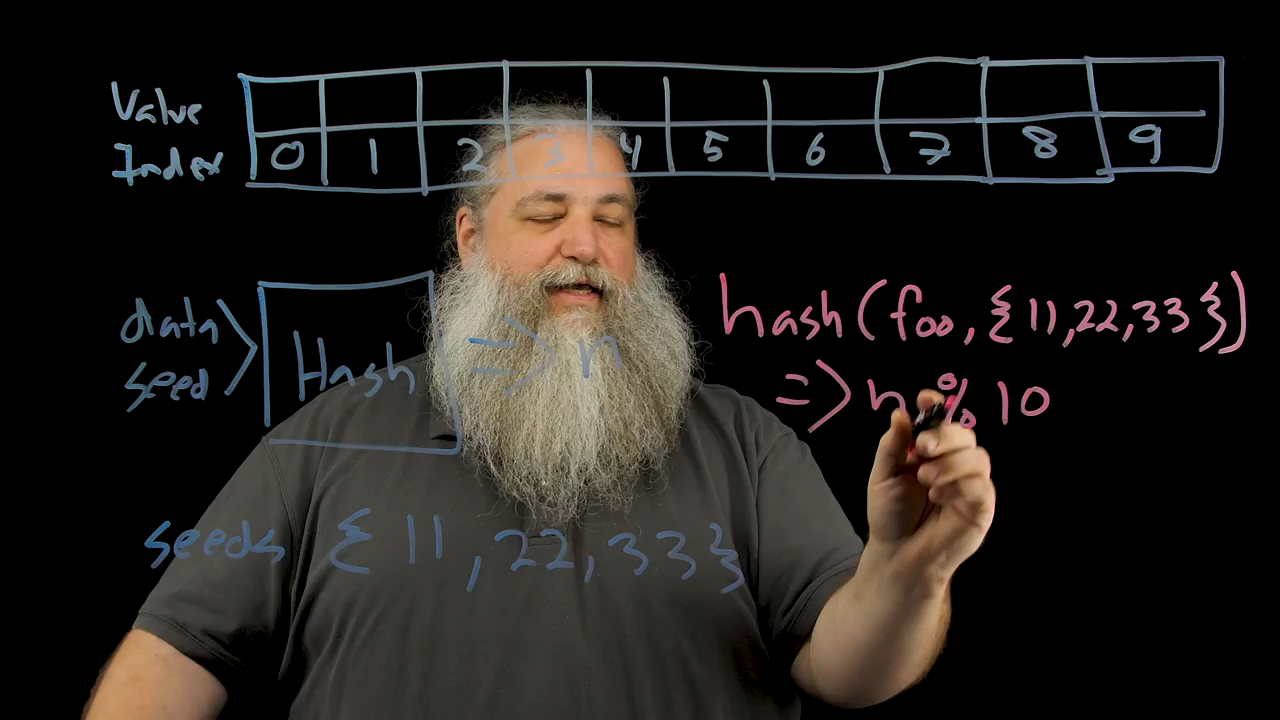 Value
Index 0 1 2 3 4 5 6 7 8 9
data
seed
Hash => n
hash(foo, {11,22,33})
=> n % 10
seeds {11,22,33}